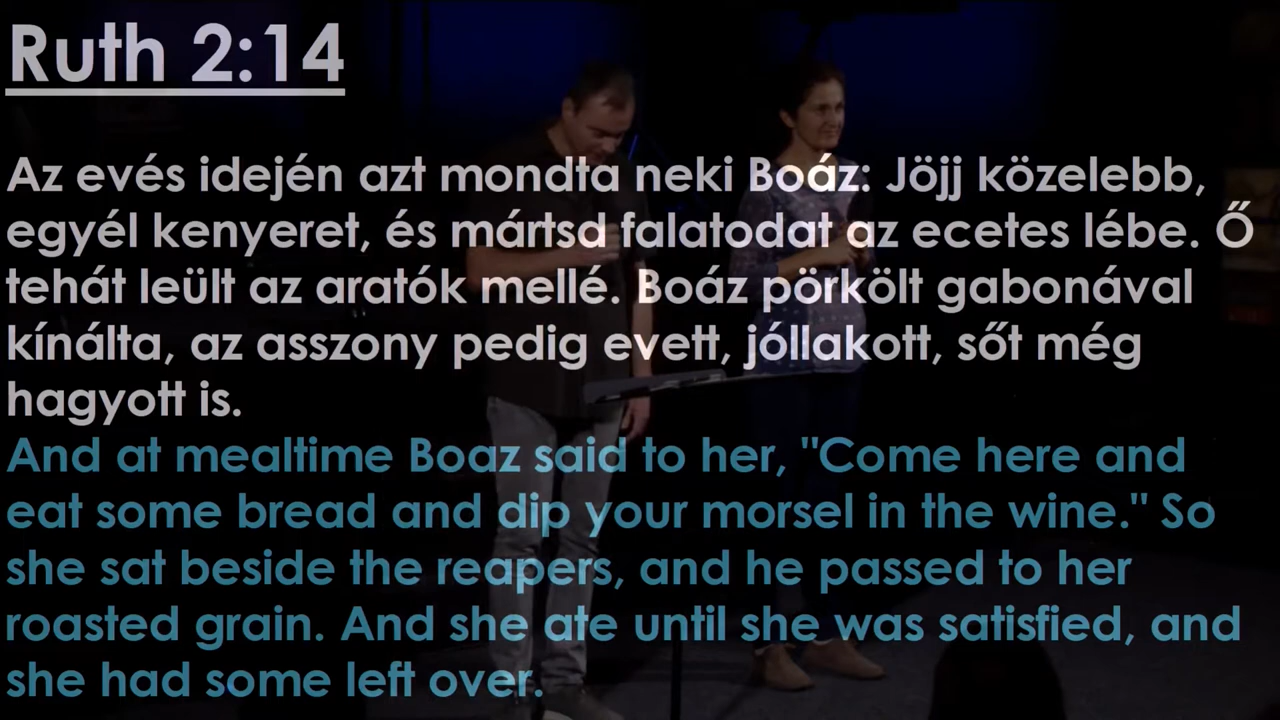 Ruth 2:14
Az evés idején azt mondta neki Boáz: Jöjj közelebb,
egyél kenyeret, és mártsd falatodat az ecetes lébe. Ő
tehát leült az aratók mellé. Boáz pörkölt gabonával
kínálta, az asszony pedig evett, jóllakott, sőt még
hagyott is.
And at mealtime Boaz said to her, "Come here and
eat some bread and dip your morsel in the wine." So
she sat beside the reapers, and he passed to her
roasted grain. And she ate until she was satisfied, and
she had some left over.